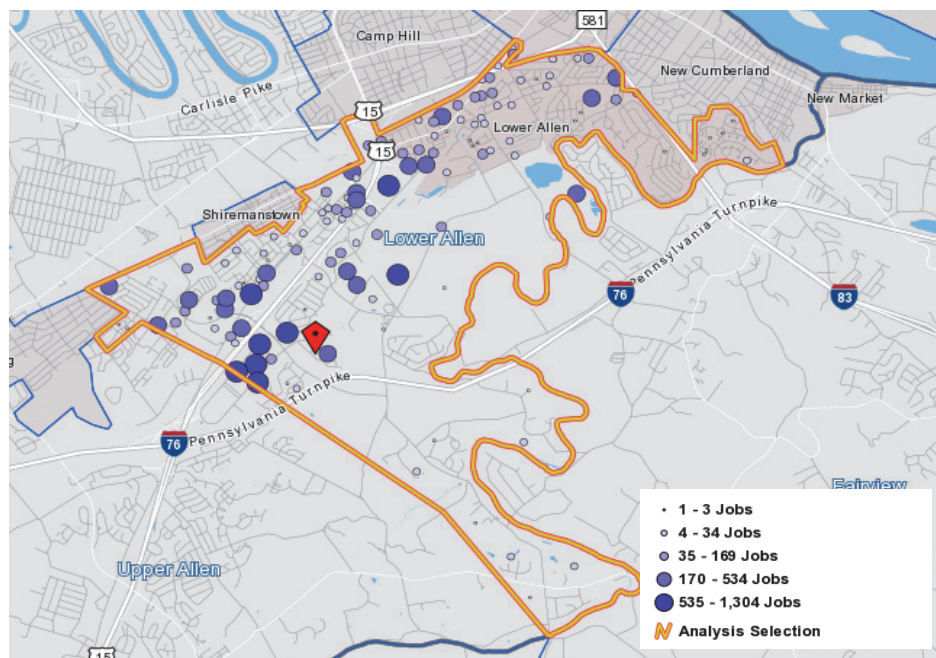 581
Camp Hill
Carlisle Pike
New Cumberland
New Market
15
Lower Allen
15
Shiremanstown
Lower Allen
Pennsylvania Turnpike
76
83
g
Pennsylvania Turnpike
76
Fairview
Upper Allen
15
1 - 3 Jobs
4 - 34 Jobs
35 - 169 Jobs
170 - 534 Jobs
535 - 1,304 Jobs
Analysis Selection